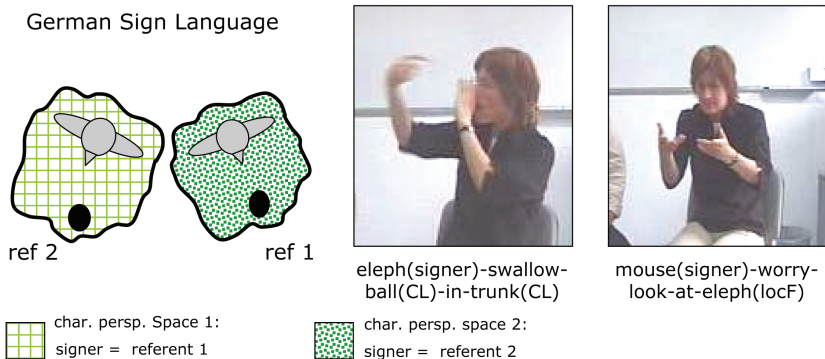 German Sign Language
ref 2
ref 1
eleph(signer)-swallow-
ball(CL)-in-trunk(CL)
mouse(signer)-worry-
look-at-eleph(locF)
char. persp. Space 1:
signer = referent 1
char. persp. space 2:
signer = referent 2